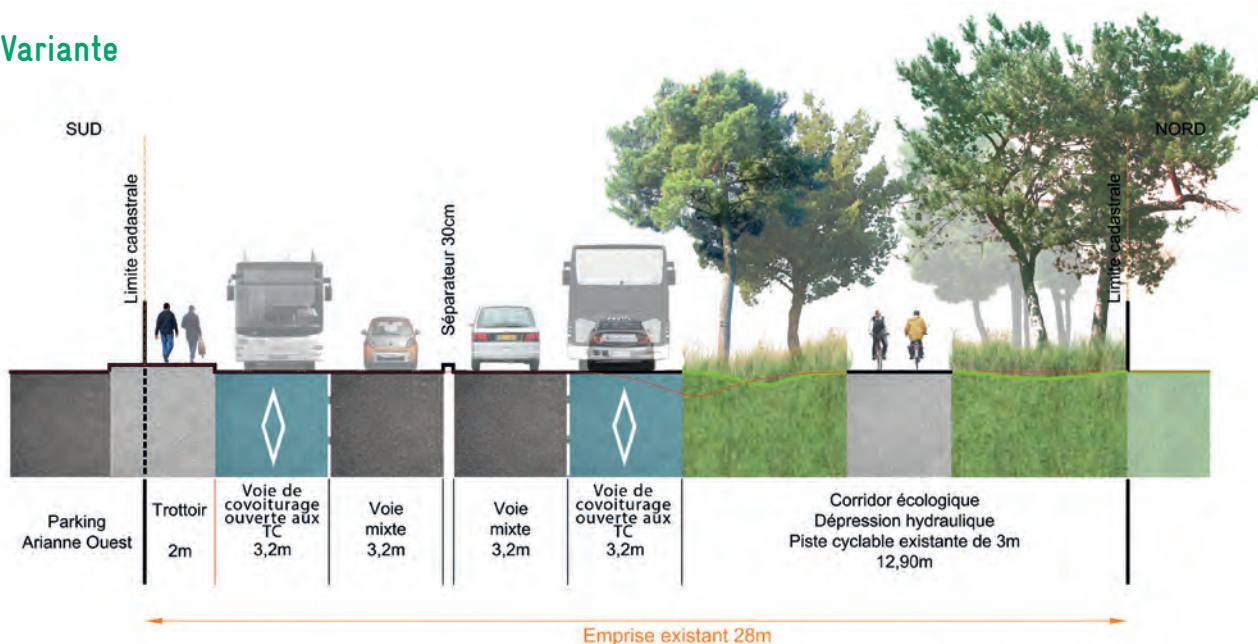 Variante
SUD
NORD
Limite cadastrale
Séparateur 30cm
Limite cadastrale
Parking
Arianne Ouest
Trottoir
2m
Voie de
covoiturage
ouverte aux
TC
3,2m
Voie
mixte
3,2m
Voie
mixte
3,2m
Voie de
covoiturage
ouverte aux
TC
3,2m
Corridor écologique
Dépression hydraulique
Piste cyclable existante de 3m
12,90m
Emprise existant 28m